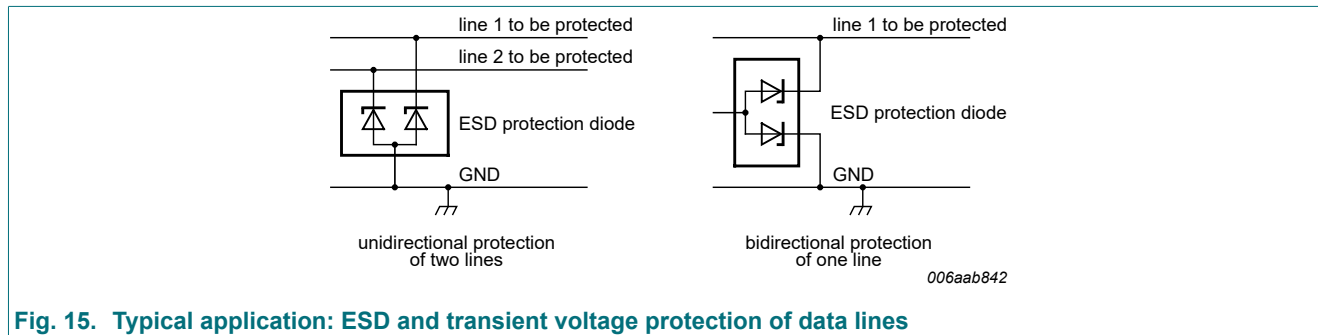 line 1 to be protected
line 2 to be protected
ESD protection diode
GND
unidirectional protection
of two lines
line 1 to be protected
ESD protection diode
GND
bidirectional protection
of one line
006aab842
Fig. 15. Typical application: ESD and transient voltage protection of data lines